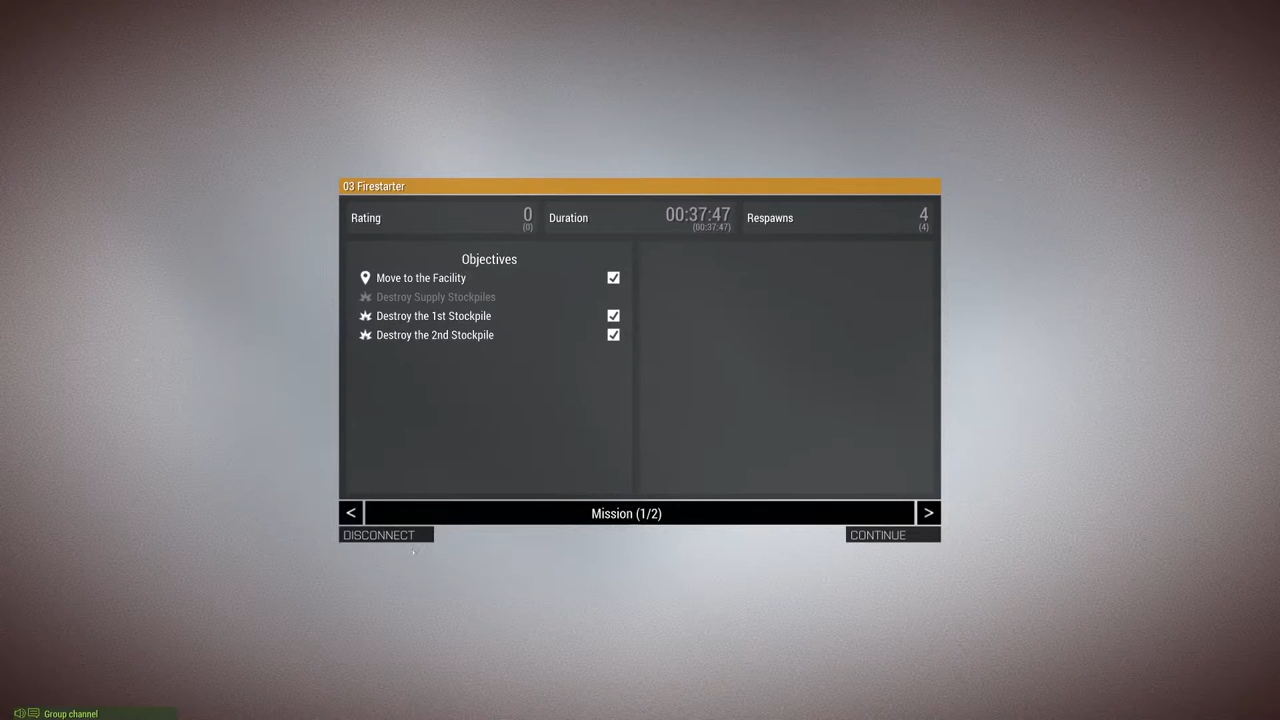 03 Firestarter
Rating 0 (0) Duration 00:37:47 (00:37:47) Respawns 4 (4)
Objectives
Move to the Facility
Destroy Supply Stockpiles
Destroy the 1st Stockpile
Destroy the 2nd Stockpile
< Mission (1/2) >
DISCONNECT CONTINUE
Group channel